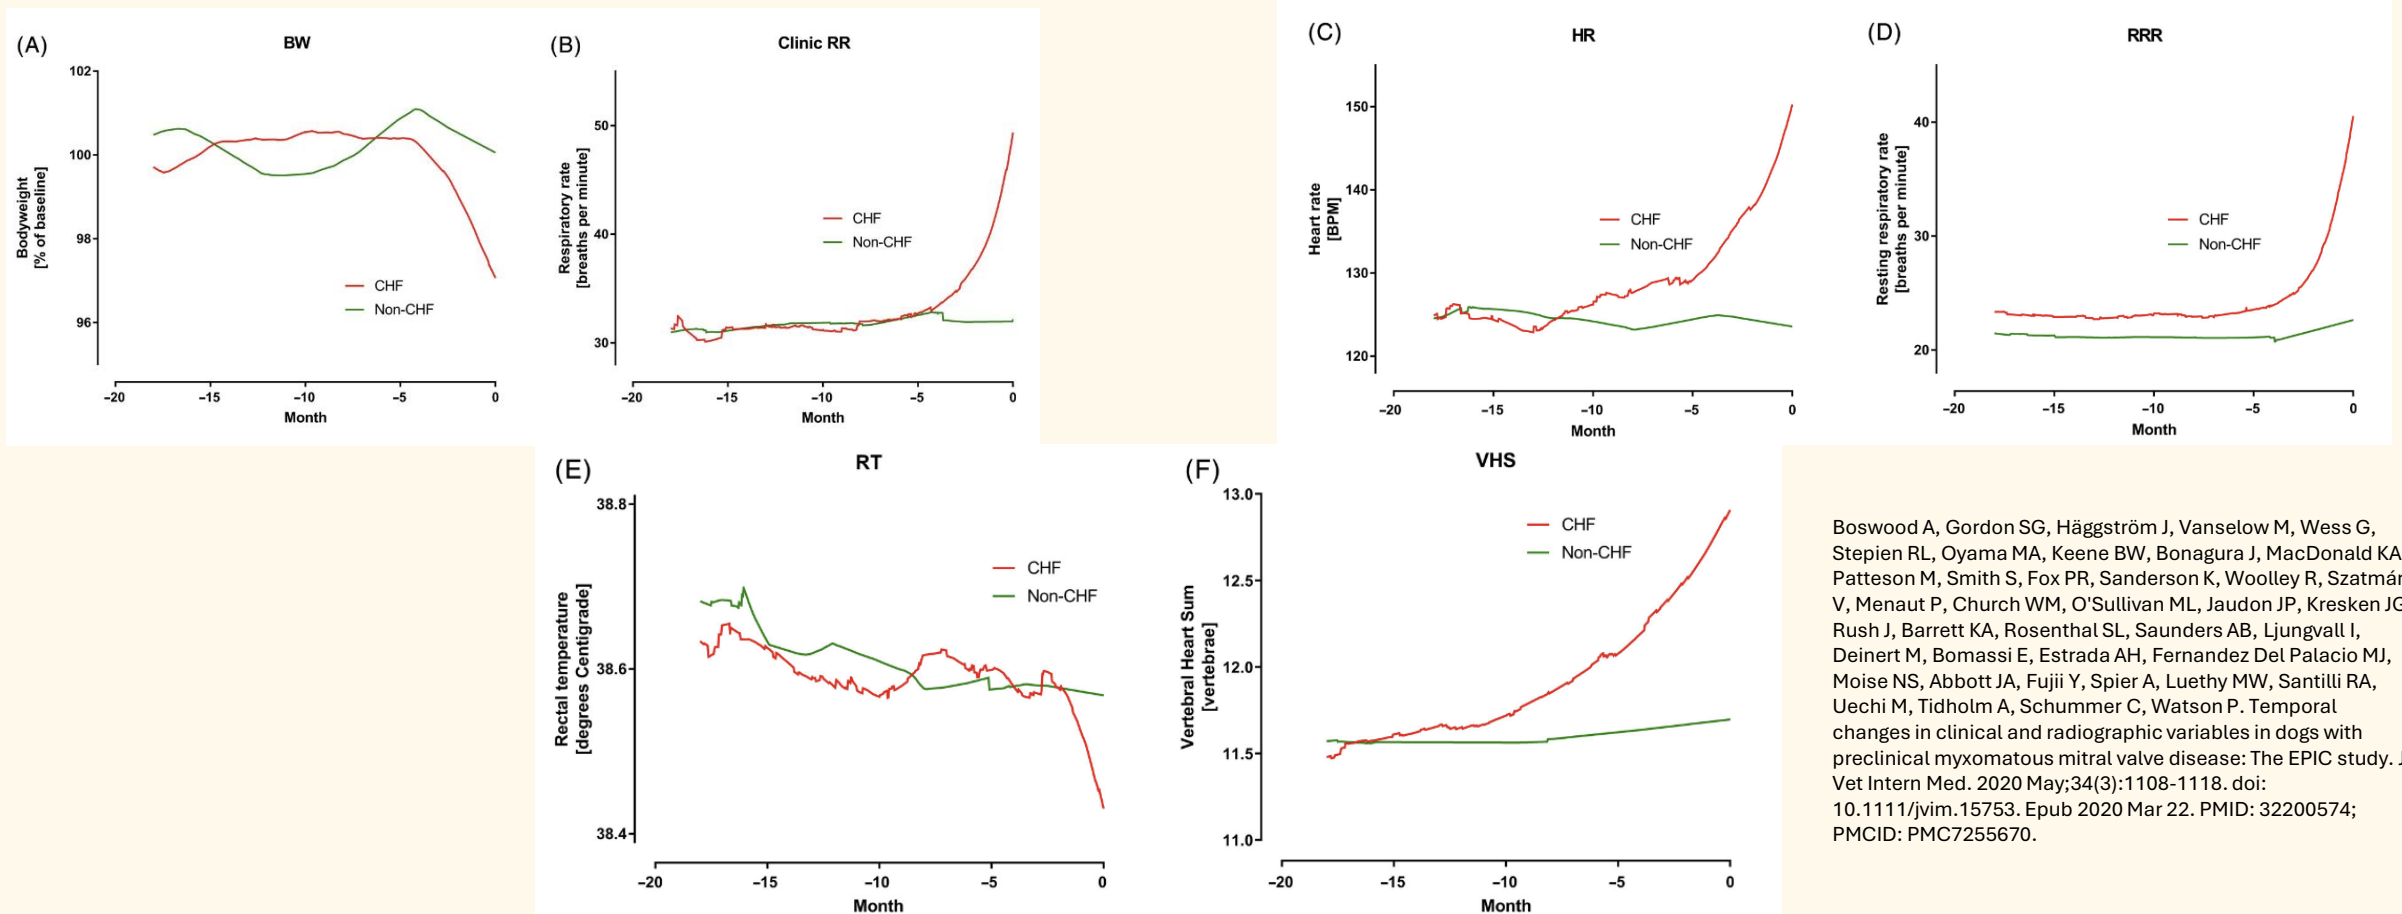 (A)
BW
102
100
98
96
Bodyweight
[% of baseline]
CHF
Non-CHF
−20
−15
−10
−5
0
Month
(B)
Clinic RR
50
40
30
Respiratory rate
[breaths per minute]
CHF
Non-CHF
−20
−15
−10
−5
0
Month
(C)
HR
150
140
130
120
Heart rate
[BPM]
CHF
Non-CHF
−20
−15
−10
−5
0
Month
(D)
RRR
40
30
20
Resting respiratory rate
[breaths per minute]
CHF
Non-CHF
−20
−15
−10
−5
0
Month
(E)
RT
38.8
38.6
38.4
Rectal temperature
[degrees Centigrade]
CHF
Non-CHF
−20
−15
−10
−5
0
Month
(F)
VHS
13.0
12.5
12.0
11.5
11.0
Vertebral Heart Sum
[vertebrae]
CHF
Non-CHF
−20
−15
−10
−5
0
Month
Boswood A, Gordon SG, Häggström J, Vanselow M, Wess G,
Stepien RL, Oyama MA, Keene BW, Bonagura J, MacDonald KA
Patteson M, Smith S, Fox PR, Sanderson K, Woolley R, Szatmár
V, Menaut P, Church WM, O'Sullivan ML, Jaudon JP, Kresken JG
Rush J, Barrett KA, Rosenthal SL, Saunders AB, Ljungvall I,
Deinert M, Bomassi E, Estrada AH, Fernandez Del Palacio MJ,
Moise NS, Abbott JA, Fujii Y, Spier A, Luethy MW, Santilli RA,
Uechi M, Tidholm A, Schummer C, Watson P. Temporal
changes in clinical and radiographic variables in dogs with
preclinical myxomatous mitral valve disease: The EPIC study. J
Vet Intern Med. 2020 May;34(3):1108-1118. doi:
10.1111/jvim.15753. Epub 2020 Mar 22. PMID: 32200574;
PMCID: PMC7255670.